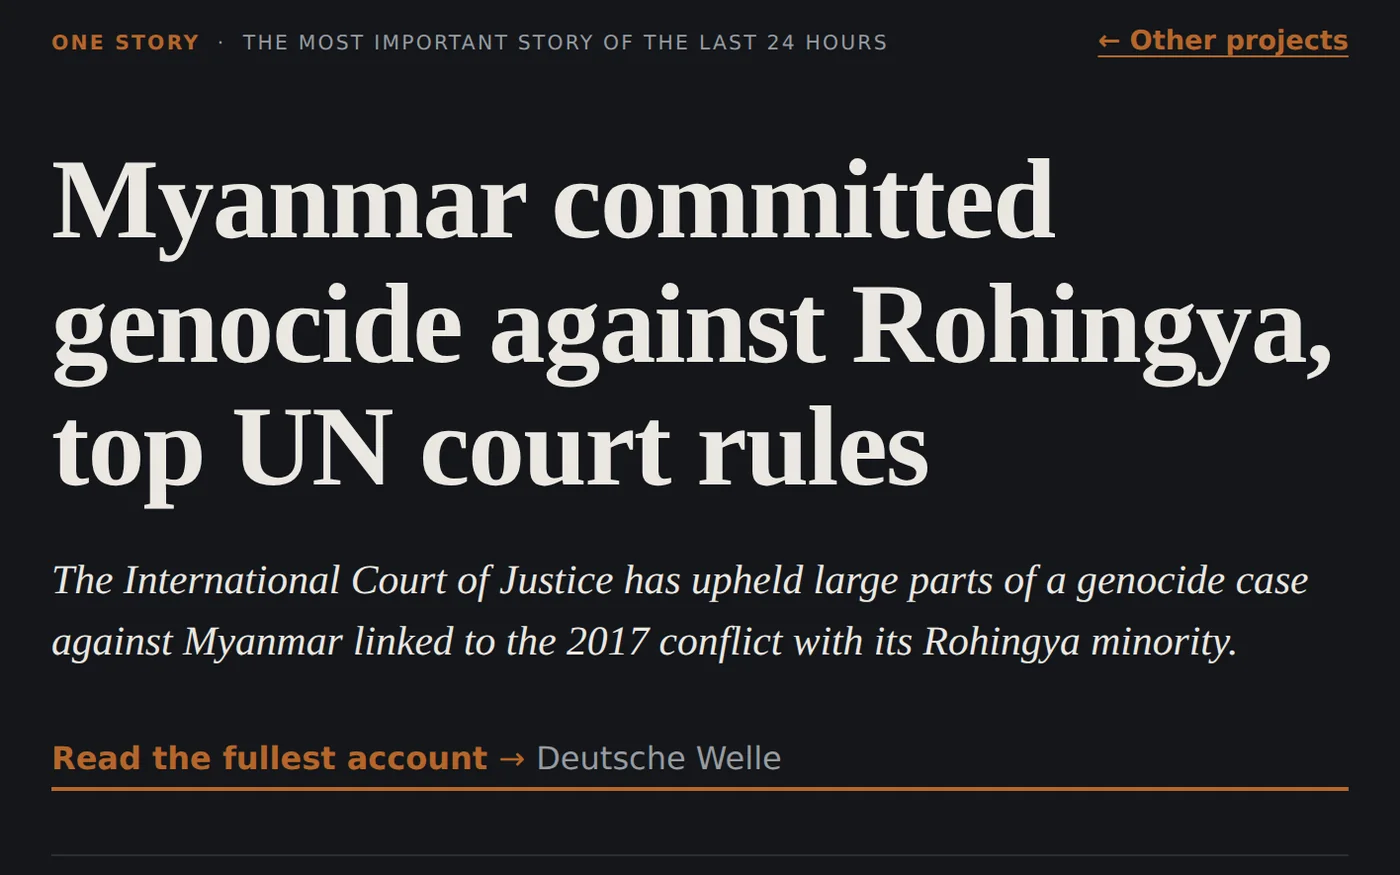 ONE STORY · THE MOST IMPORTANT STORY OF THE LAST 24 HOURS
← Other projects
Myanmar committed
genocide against Rohingya,
top UN court rules
The International Court of Justice has upheld large parts of a genocide case
against Myanmar linked to the 2017 conflict with its Rohingya minority.
Read the fullest account → Deutsche Welle